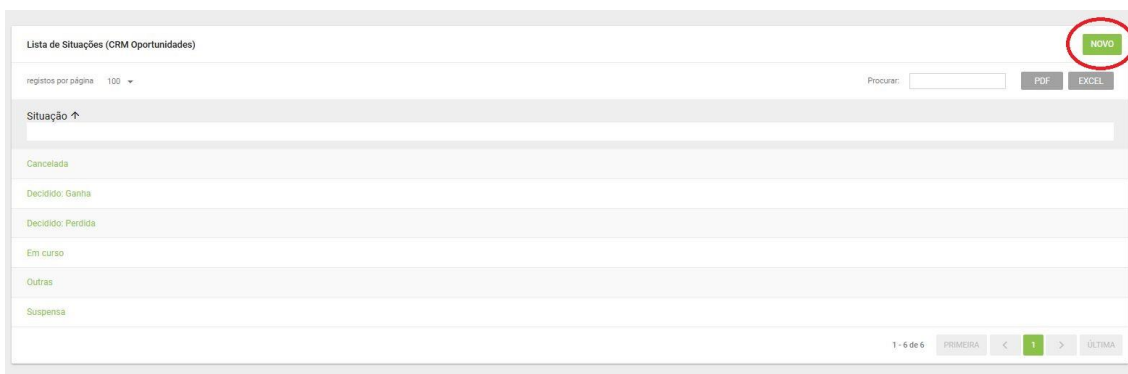 Lista de Situações (CRM Oportunidades)
NOVO
registos por página 100
Procurar:
PDF
EXCEL
Situação
Cancelada
Decidido: Ganha
Decidido: Perdida
Em curso
Outras
Suspensa
1 - 6 de 6 PRIMEIRA < 1 > ÚLTIMA